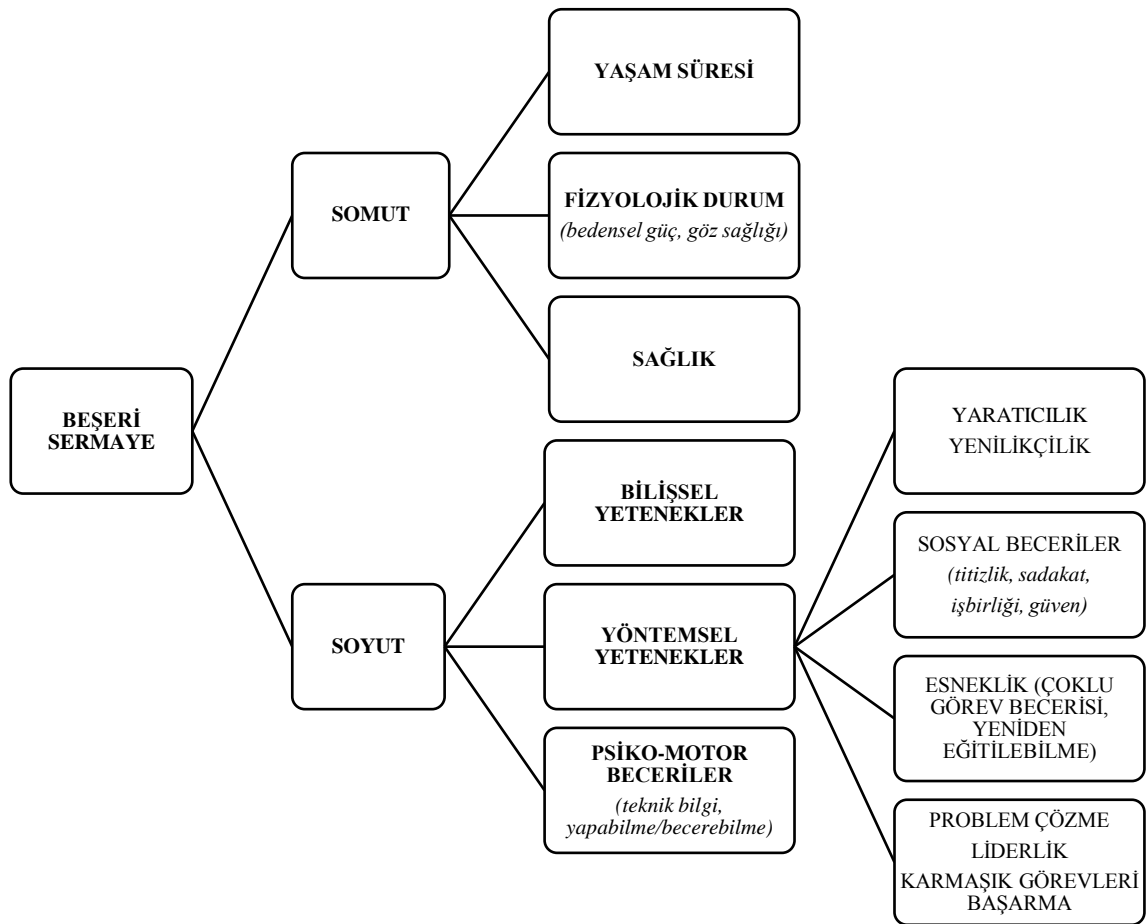 YAŞAM SÜRESİ
SOMUT
FİZYOLOJİK DURUM
(bedensel güç, göz sağlığı)
SAĞLIK
BEŞERİ
SERMAYE
YARATICILIK
YENİLİKÇİLİK
BİLİŞSEL
YETENEKLER
SOSYAL BECERİLER
(titizlik, sadakat,
işbirliği, güven)
SOYUT
YÖNTEMSEL
YETENEKLER
ESNEKLİK (ÇOKLU
GÖREV BECERİSİ,
YENİDEN
EĞİTİLEBİLME)
PSİKO-MOTOR
BECERİLER
(teknik bilgi,
yapabilme/becerebilme)
PROBLEM ÇÖZME
LİDERLİK
KARMAŞIK GÖREVLERİ
BAŞARMA